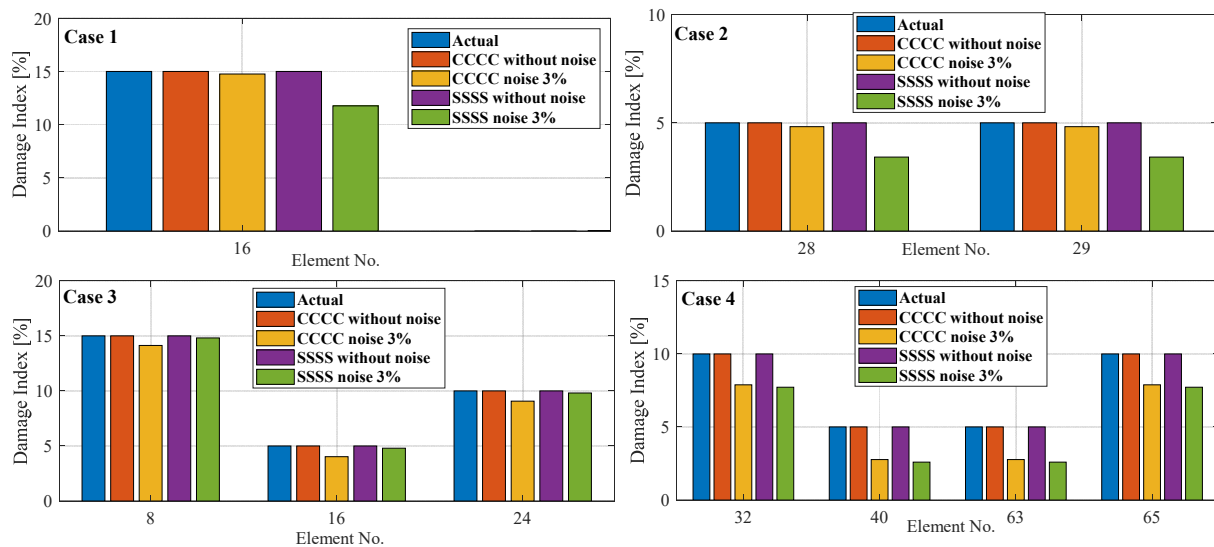 Case 1
Damage Index [%]
20
15
10
5
0
Actual
CCCC without noise
CCCC noise 3%
SSSS without noise
SSSS noise 3%
16
Element No.
Case 2
Damage Index [%]
10
5
0
Actual
CCCC without noise
CCCC noise 3%
SSSS without noise
SSSS noise 3%
28
29
Element No.
Case 3
Damage Index [%]
20
15
10
5
0
Actual
CCCC without noise
CCCC noise 3%
SSSS without noise
SSSS noise 3%
8
16
24
Element No.
Case 4
Damage Index [%]
15
10
5
0
Actual
CCCC without noise
CCCC noise 3%
SSSS without noise
SSSS noise 3%
32
40
63
65
Element No.